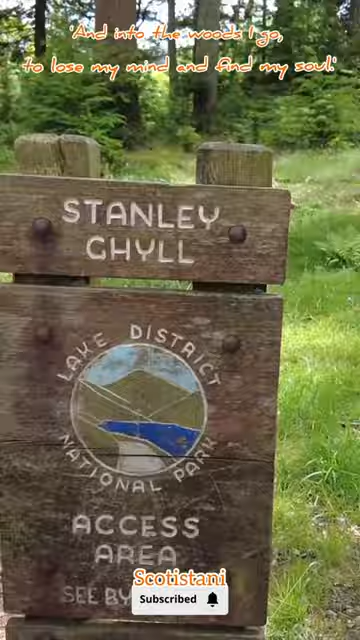 'And into the woods I go,
to lose my mind and find my soul.'
STANLEY
GHYLL
LAKE DISTRICT
NATIONAL PARK
ACCESS
AREA
Scotistani
SEE BY
Subscribed